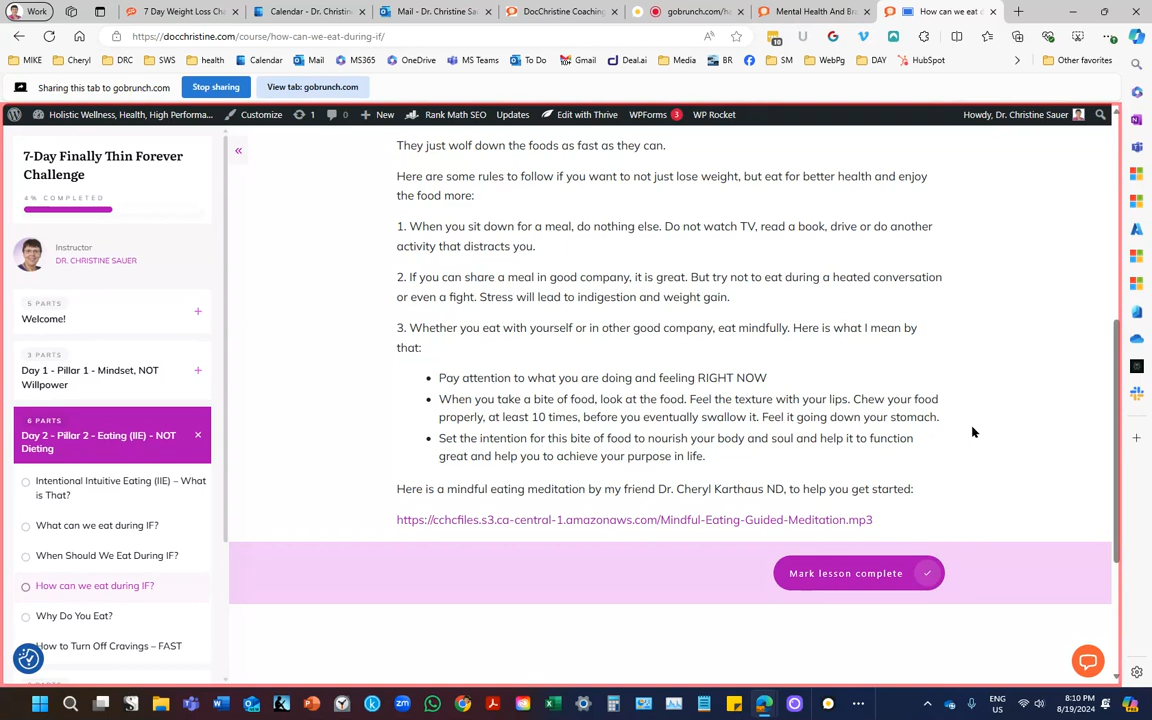 Work
7 Day Weight Loss Cha
Calendar - Dr. Christin
Mail - Dr. Christine Sau
DocChristine Coaching
gobrunch.com/ha
Mental Health And Bra
How can we eat d
https://docchristine.com/course/how-can-we-eat-during-if/
10
MIKE
Cheryl
DRC
SWS
health
Calendar
Mail
MS365
OneDrive
MS Teams
To Do
Gmail
Deal.ai
Media
BR
SM
WebPg
DAY
HubSpot
Other favorites
Sharing this tab to gobrunch.com
Stop sharing
View tab: gobrunch.com
Holistic Wellness, Health, High Performa...
Customize
1
0
New
Rank Math SEO
Updates
Edit with Thrive
WPForms 3
WP Rocket
Howdy, Dr. Christine Sauer
7-Day Finally Thin Forever
Challenge
4% COMPLETED
Instructor
DR. CHRISTINE SAUER
5 PARTS
Welcome!
3 PARTS
Day 1 - Pillar 1 - Mindset, NOT
Willpower
6 PARTS
Day 2 - Pillar 2 - Eating (IIE) - NOT
Dieting
Intentional Intuitive Eating (IIE) – What
is That?
What can we eat during IF?
When Should We Eat During IF?
How can we eat during IF?
Why Do You Eat?
How to Turn Off Cravings – FAST
They just wolf down the foods as fast as they can.
Here are some rules to follow if you want to not just lose weight, but eat for better health and enjoy
the food more:
1. When you sit down for a meal, do nothing else. Do not watch TV, read a book, drive or do another
activity that distracts you.
2. If you can share a meal in good company, it is great. But try not to eat during a heated conversation
or even a fight. Stress will lead to indigestion and weight gain.
3. Whether you eat with yourself or in other good company, eat mindfully. Here is what I mean by
that:
Pay attention to what you are doing and feeling RIGHT NOW
When you take a bite of food, look at the food. Feel the texture with your lips. Chew your food
properly, at least 10 times, before you eventually swallow it. Feel it going down your stomach.
Set the intention for this bite of food to nourish your body and soul and help it to function
great and help you to achieve your purpose in life.
Here is a mindful eating meditation by my friend Dr. Cheryl Karthaus ND, to help you get started:
https://cchcfiles.s3.ca-central-1.amazonaws.com/Mindful-Eating-Guided-Meditation.mp3
Mark lesson complete
ENG
US
8:10 PM
8/19/2024